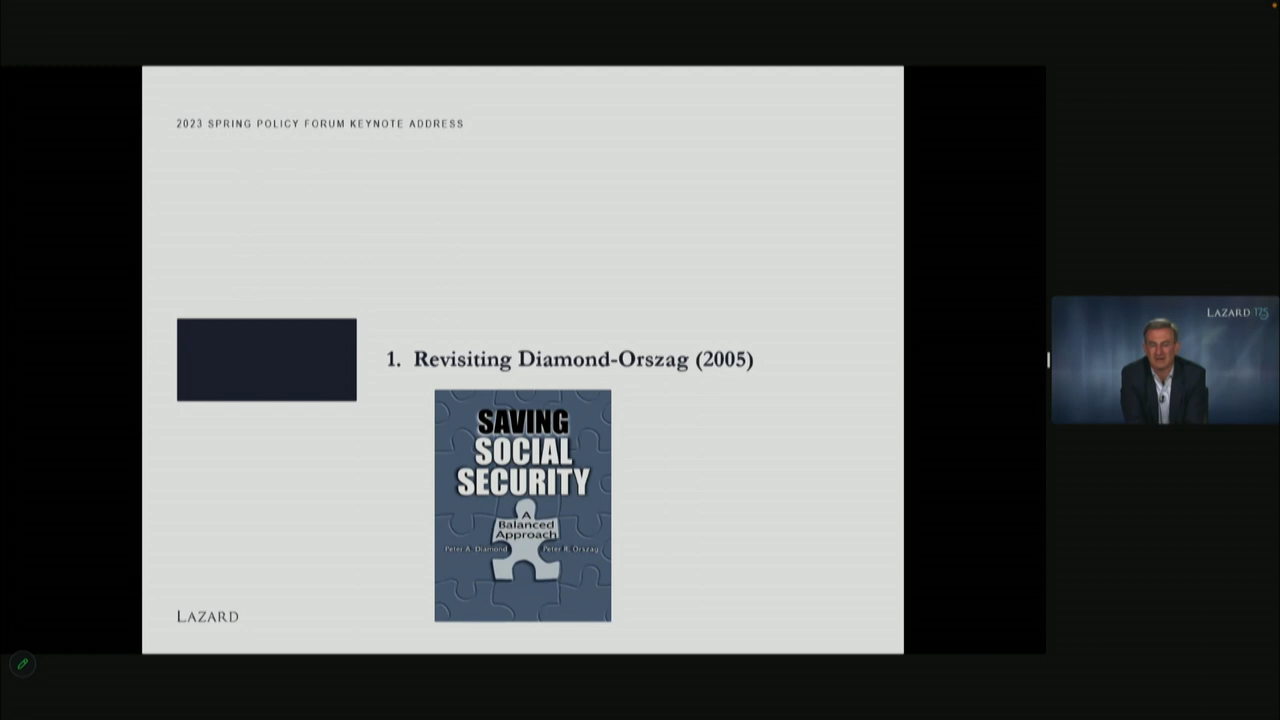 2023 SPRING POLICY FORUM KEYNOTE ADDRESS
1. Revisiting Diamond-Orszag (2005)
SAVING
SOCIAL
SECURITY
A
Balanced
Approach
Peter A. Diamond Peter R. Orszag
LAZARD
LAZARD 175